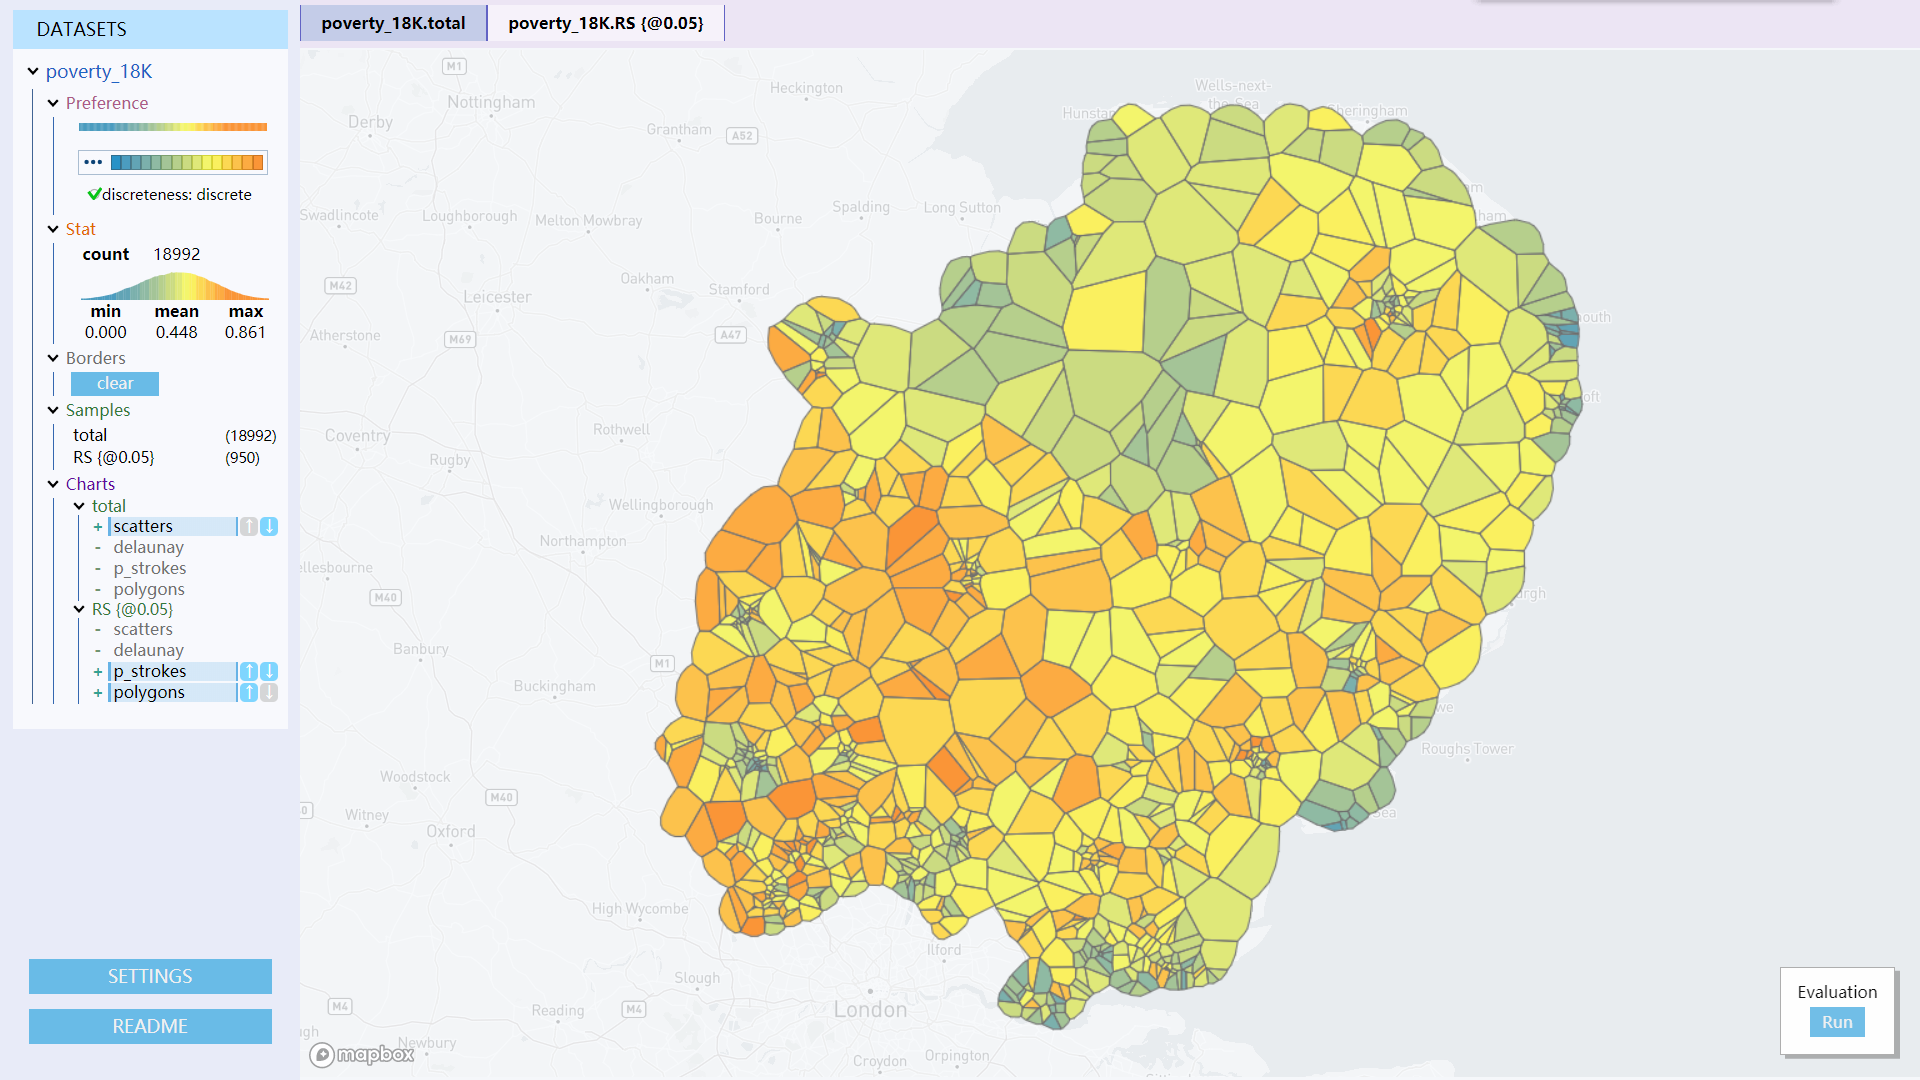 DATASETS
poverty_18K.total
poverty_18K.RS {@0.05}
poverty_18K
Preference
•••
discreteness: discrete
Stat
count 18992
min mean max
0.000 0.448 0.861
Borders
clear
Samples
total (18992)
RS {@0.05} (950)
Charts
total
+ scatters ↑ ↓
- delaunay
- p_strokes
- polygons
RS {@0.05}
- scatters
- delaunay
+ p_strokes ↑ ↓
+ polygons ↑ ↓
SETTINGS
README
M1
Nottingham
Heckington
Wells-next-
the-Sea
Derby
Grantham
A52
Swadlincote
Loughborough
Melton Mowbray
Bourne
Spalding
Long Sutton
M42
Leicester
Oakham
Stamford
Atherstone
M69
A47
Coventry
Rugby
Rothwell
Wellingborough
Northampton
M40
Banbury
M1
Buckingham
Roughs Tower
Woodstock
M40
Witney
Oxford
High Wycombe
Ilford
Slough
M4
Reading
M4
London
Newbury
Croydon
Orpington
mapbox
Evaluation
Run